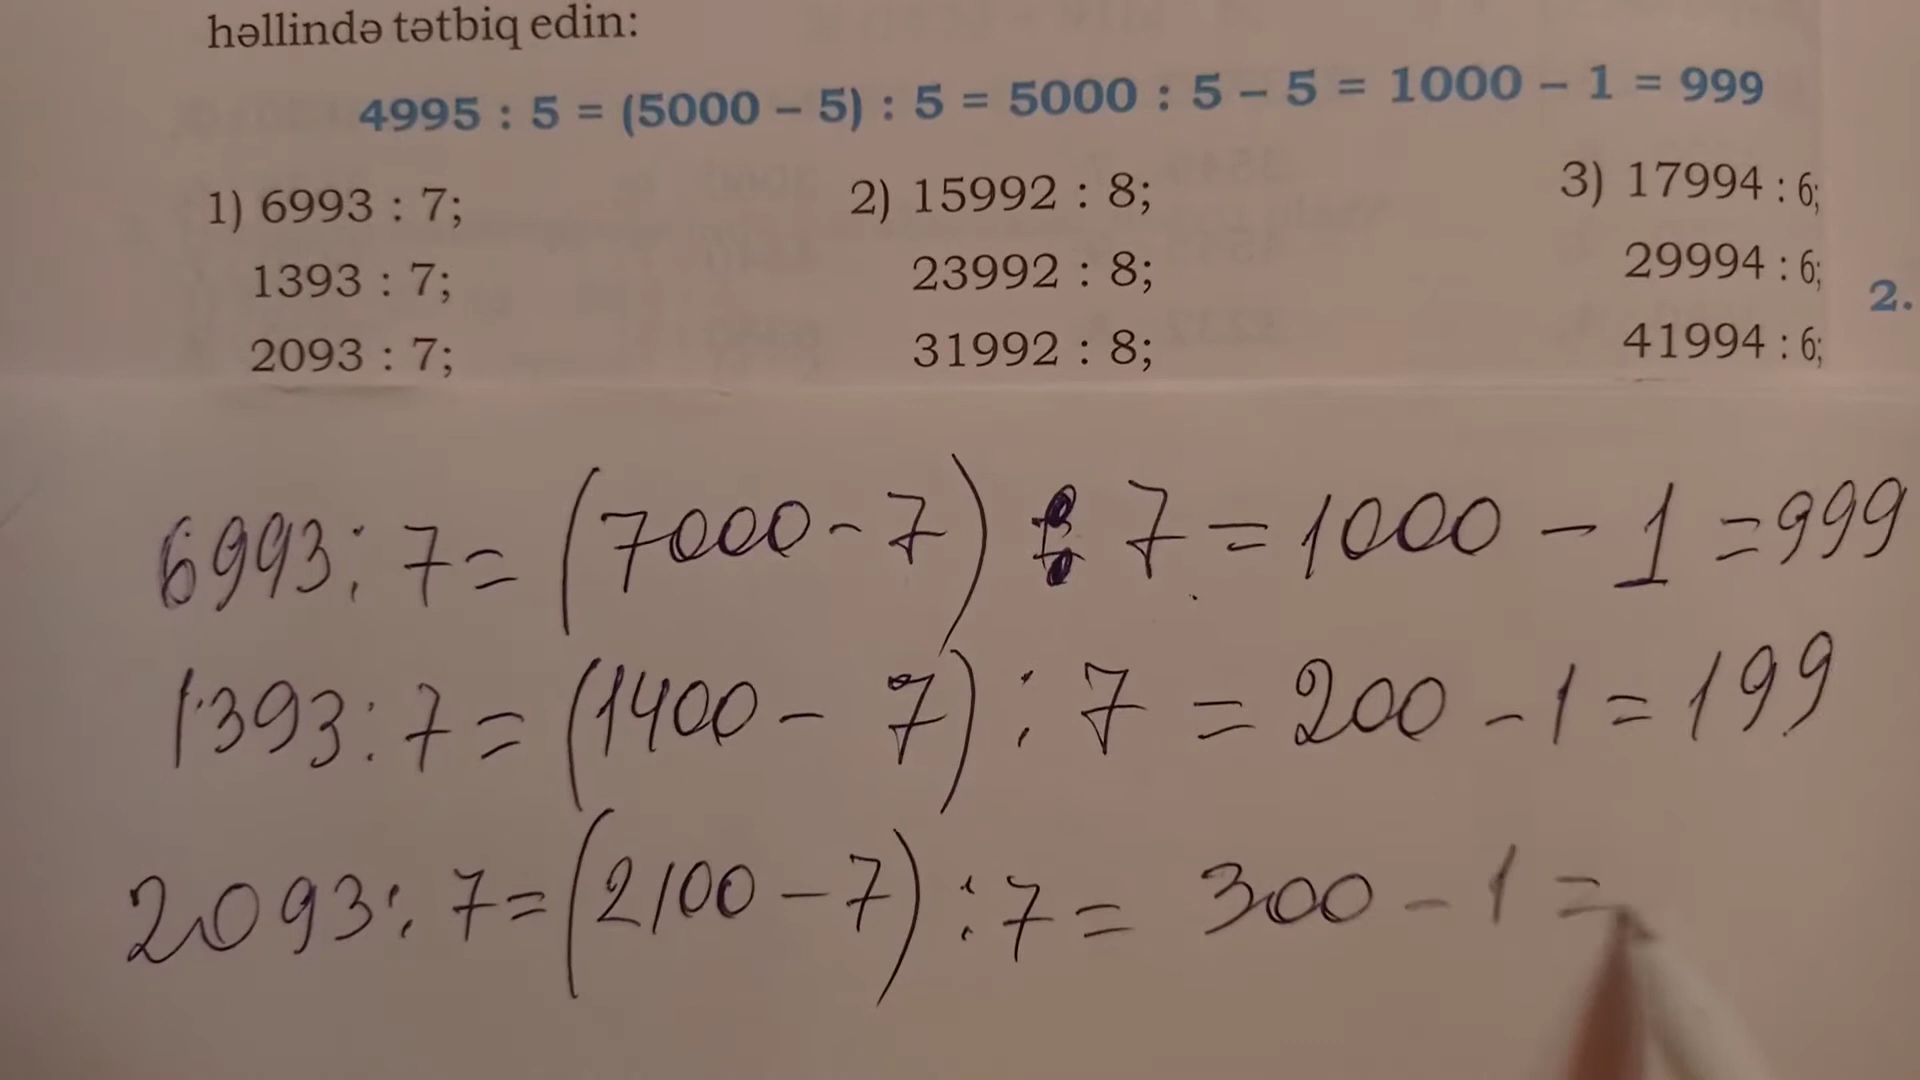 həllində tətbiq edin:
4995 : 5 = (5000 – 5) : 5 = 5000 : 5 – 5 = 1000 – 1 = 999
1) 6993 : 7; 2) 15992 : 8; 3) 17994 : 6;
1393 : 7; 23992 : 8; 29994 : 6;
2.
2093 : 7; 31992 : 8; 41994 : 6;
6993 : 7 = (7000 - 7) : 7 = 1000 - 1 = 999
1393 : 7 = (1400 - 7) : 7 = 200 - 1 = 199
2093 : 7 = (2100 - 7) : 7 = 300 - 1 =